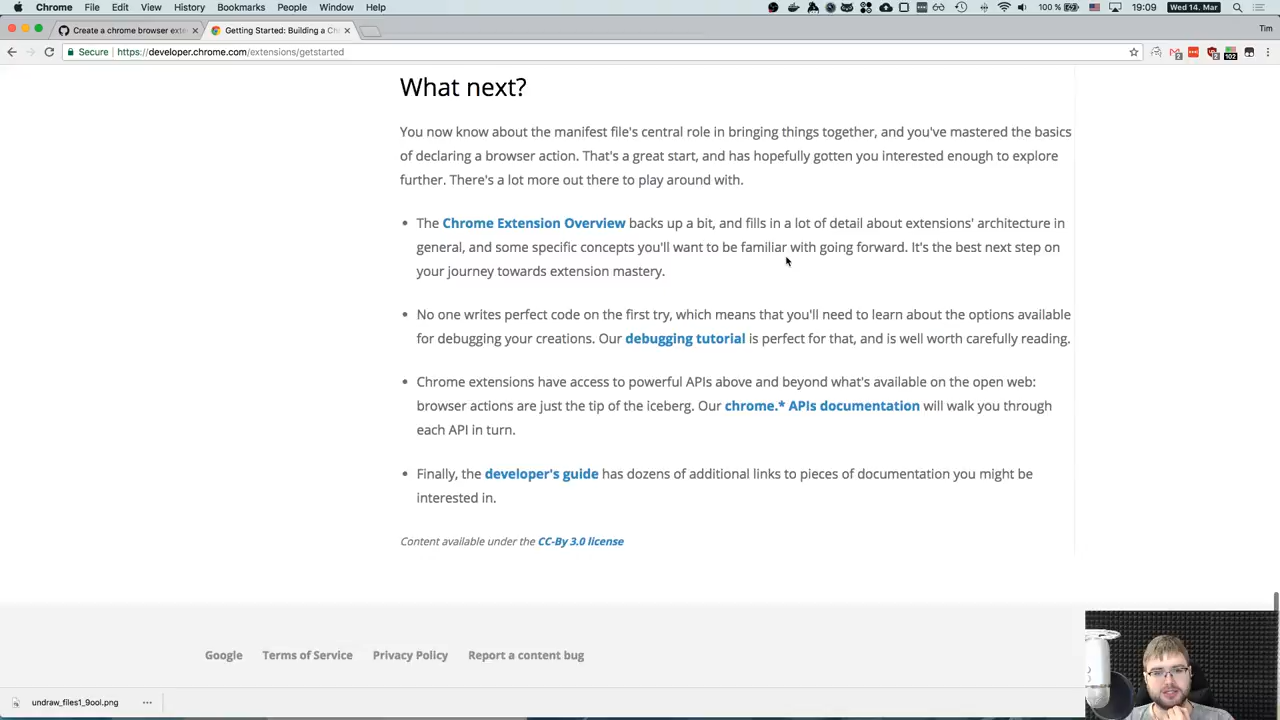 Chrome File Edit View History Bookmarks People Window Help 100 % 19:09 Wed 14. Mar
Create a chrome browser exte × Getting Started: Building a Ch × Tim
Secure https://developer.chrome.com/extensions/getstarted 2 2 102
What next?
You now know about the manifest file's central role in bringing things together, and you've mastered the basics
of declaring a browser action. That's a great start, and has hopefully gotten you interested enough to explore
further. There's a lot more out there to play around with.
• The Chrome Extension Overview backs up a bit, and fills in a lot of detail about extensions' architecture in
general, and some specific concepts you'll want to be familiar with going forward. It's the best next step on
your journey towards extension mastery.
• No one writes perfect code on the first try, which means that you'll need to learn about the options available
for debugging your creations. Our debugging tutorial is perfect for that, and is well worth carefully reading.
• Chrome extensions have access to powerful APIs above and beyond what's available on the open web:
browser actions are just the tip of the iceberg. Our chrome.* APIs documentation will walk you through
each API in turn.
• Finally, the developer's guide has dozens of additional links to pieces of documentation you might be
interested in.
Content available under the CC-By 3.0 license
Google Terms of Service Privacy Policy Report a content bug
undraw_files1_9ool.png